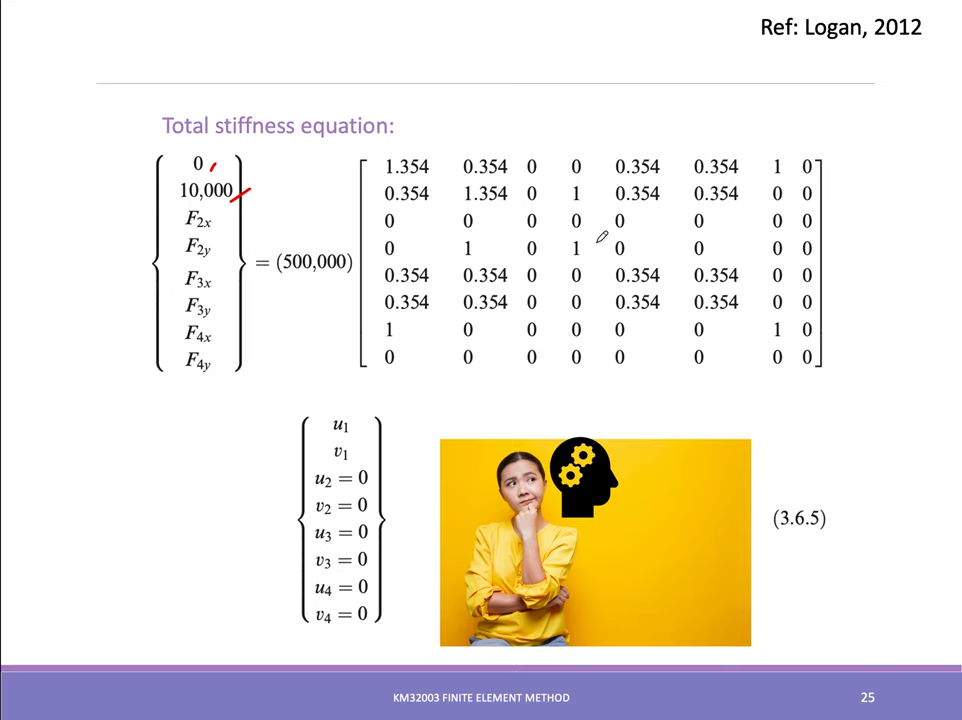 Ref: Logan, 2012
Total stiffness equation:
0 1.354 0.354 0 0 0.354 0.354 1 0
10,000 0.354 1.354 0 1 0.354 0.354 0 0
F2x 0 0 0 0 0 0 0 0
F2y = (500,000) 0 1 0 1 0 0 0 0
F3x 0.354 0.354 0 0 0.354 0.354 0 0
F3y 0.354 0.354 0 0 0.354 0.354 0 0
F4x 1 0 0 0 0 0 1 0
F4y 0 0 0 0 0 0 0 0
u1
v1
u2 = 0
v2 = 0
u3 = 0
v3 = 0
u4 = 0
v4 = 0
(3.6.5)
KM32003 FINITE ELEMENT METHOD
25